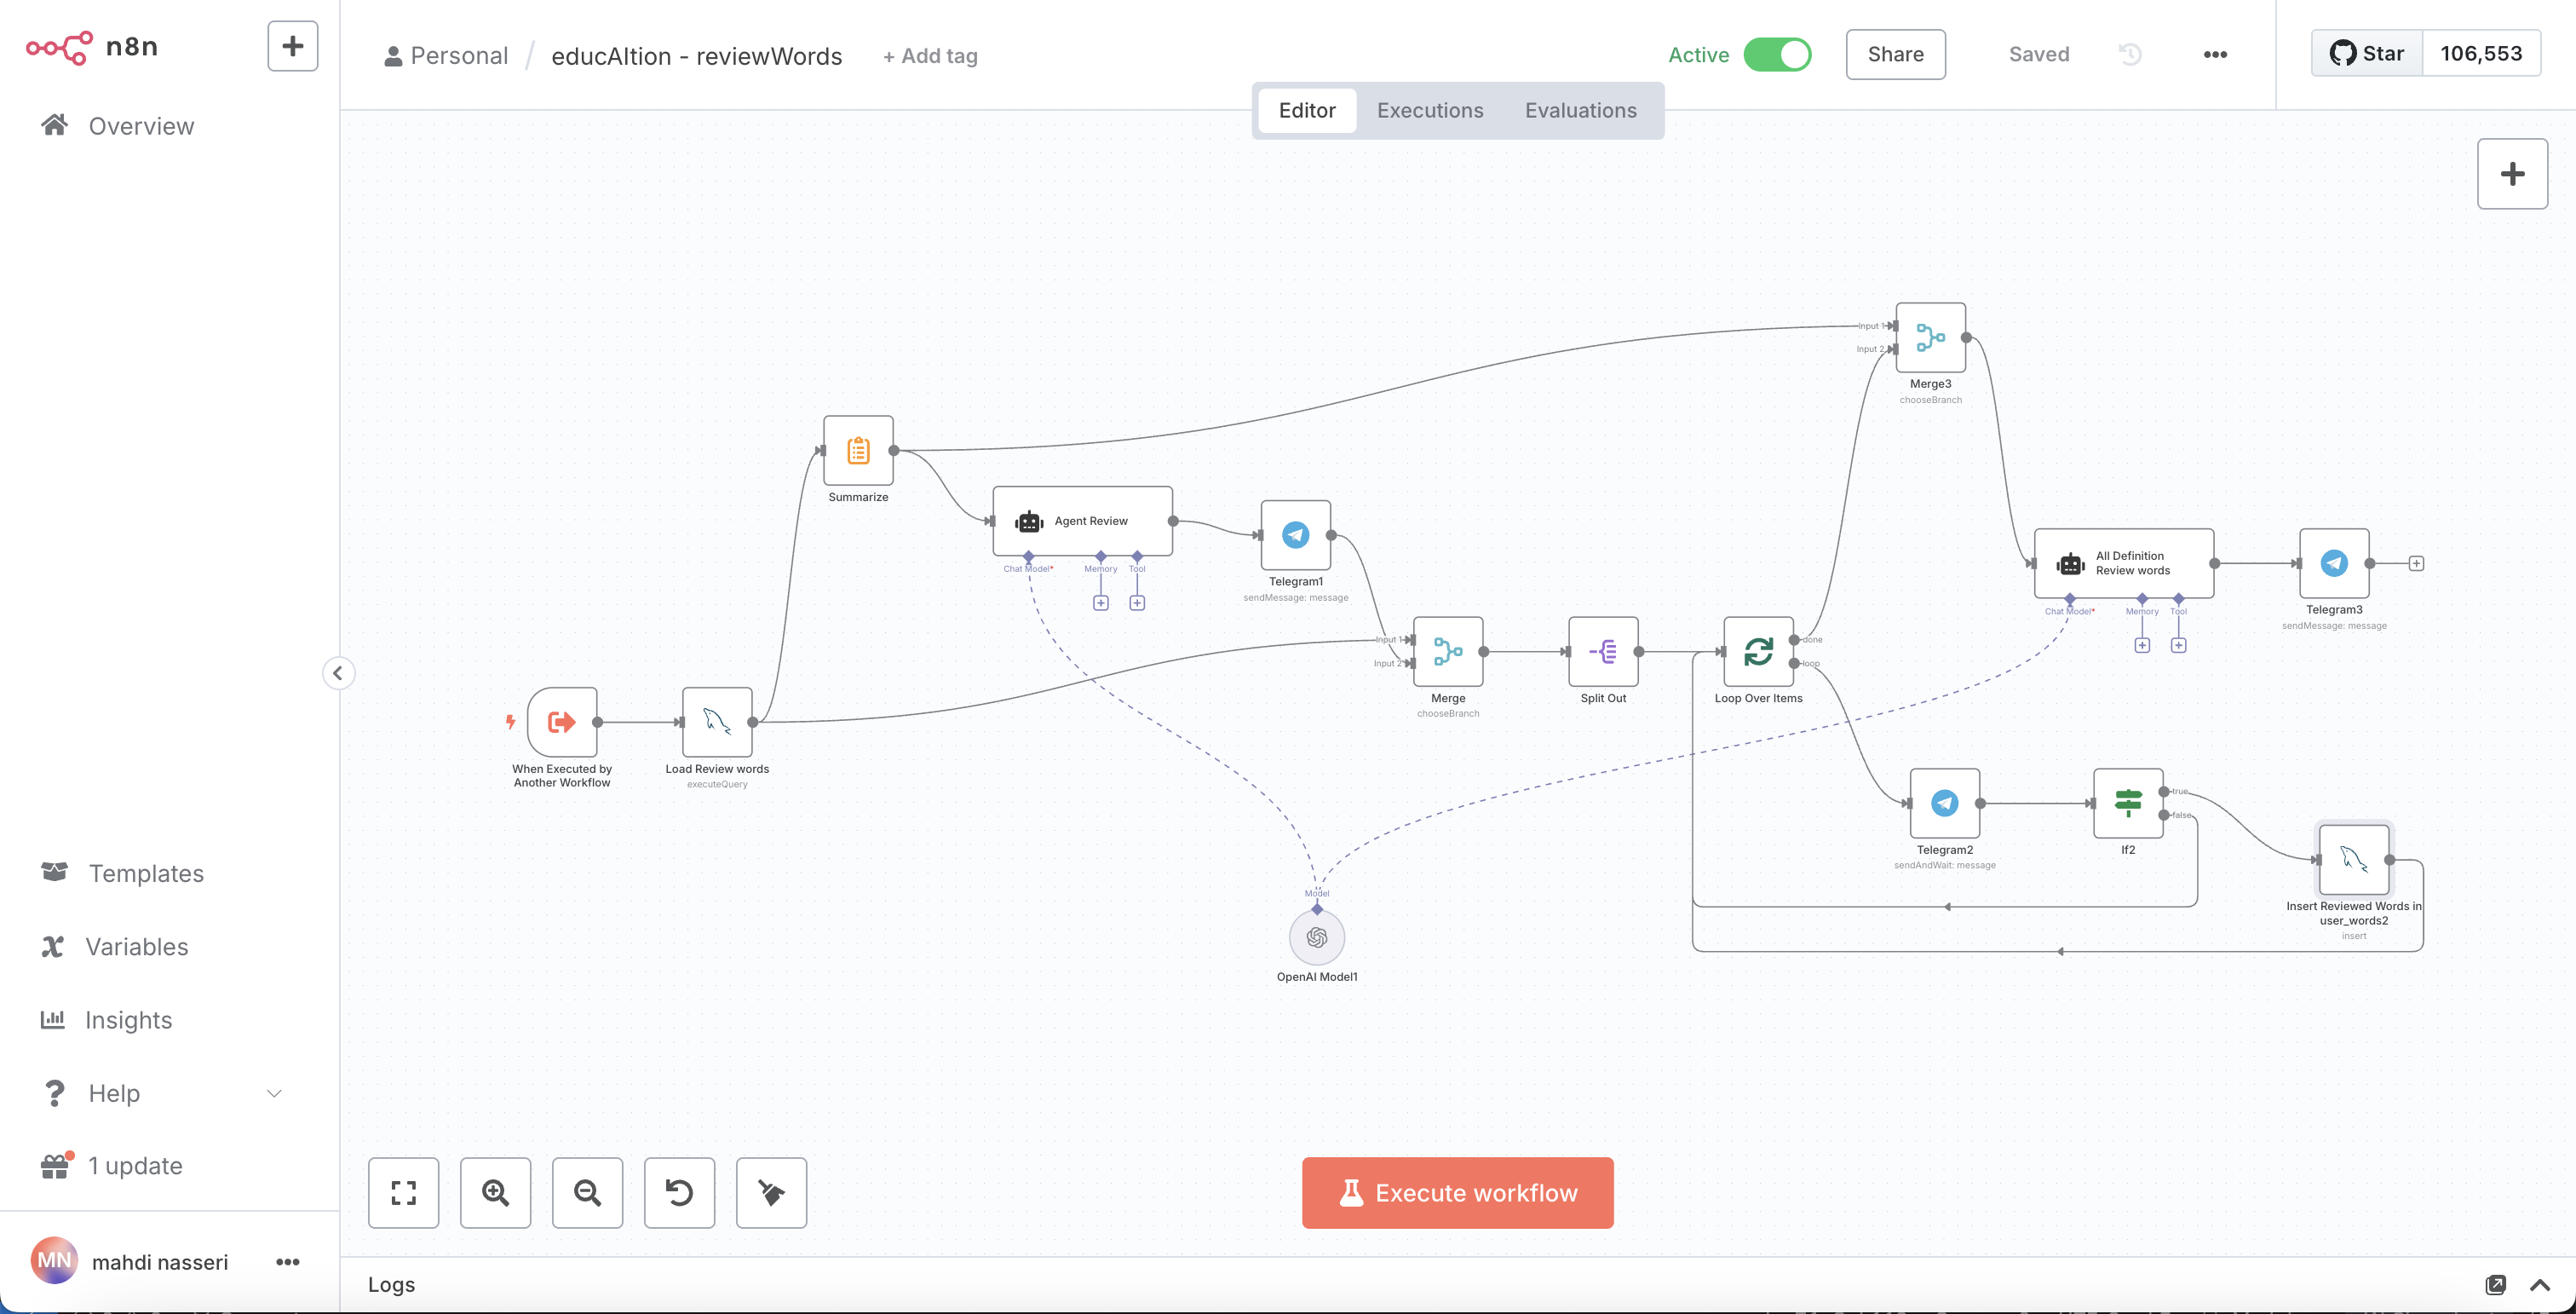 n8n
Overview
Templates
Variables
Insights
Help
1 update
MN
mahdi nasseri
Personal / educAItion - reviewWords + Add tag
Active
Share
Saved
Star 106,553
Editor Executions Evaluations
Input 1
Input 2
Merge3
chooseBranch
Summarize
Agent Review
Chat Model*
Memory
Tool
Telegram1
sendMessage: message
All Definition
Review words
Chat Model*
Memory
Tool
Telegram3
sendMessage: message
Input 1
Input 2
Merge
chooseBranch
Split Out
done
loop
Loop Over Items
When Executed by
Another Workflow
Load Review words
executeQuery
Telegram2
sendAndWait: message
true
false
If2
Insert Reviewed Words in
user_words2
insert
Model
OpenAI Model1
Execute workflow
Logs